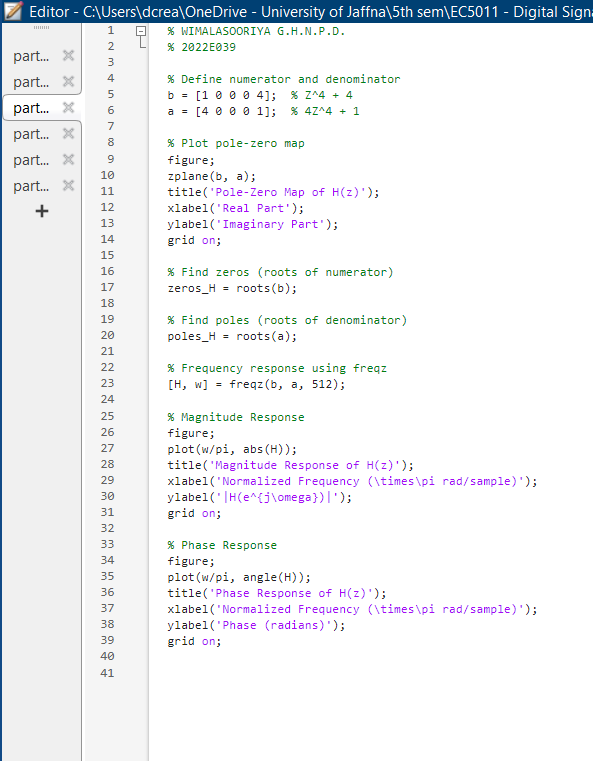 Editor - C:\Users\dcrea\OneDrive - University of Jaffna\5th sem\EC5011 - Digital Signa
part...
part...
part...
part...
part...
part...
1 % WIMALASOORIYA G.H.N.P.D.
2 % 2022E039
3
4 % Define numerator and denominator
5 b = [1 0 0 0 4];  % Z^4 + 4
6 a = [4 0 0 0 1];  % 4Z^4 + 1
7
8 % Plot pole-zero map
9 figure;
10 zplane(b, a);
11 title('Pole-Zero Map of H(z)');
12 xlabel('Real Part');
13 ylabel('Imaginary Part');
14 grid on;
15
16 % Find zeros (roots of numerator)
17 zeros_H = roots(b);
18
19 % Find poles (roots of denominator)
20 poles_H = roots(a);
21
22 % Frequency response using freqz
23 [H, w] = freqz(b, a, 512);
24
25 % Magnitude Response
26 figure;
27 plot(w/pi, abs(H));
28 title('Magnitude Response of H(z)');
29 xlabel('Normalized Frequency (\times\pi rad/sample)');
30 ylabel('|H(e^{j\omega})|');
31 grid on;
32
33 % Phase Response
34 figure;
35 plot(w/pi, angle(H));
36 title('Phase Response of H(z)');
37 xlabel('Normalized Frequency (\times\pi rad/sample)');
38 ylabel('Phase (radians)');
39 grid on;
40
41